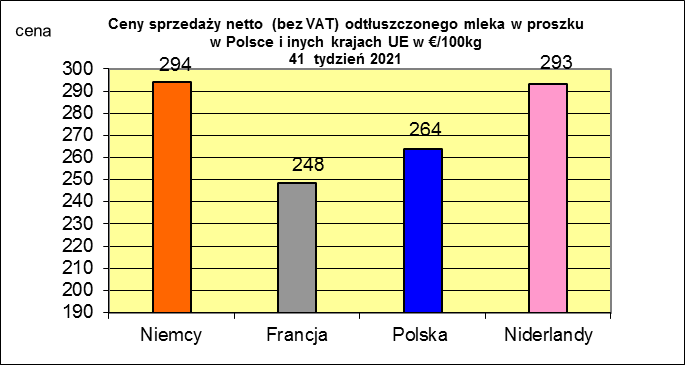 cena
Ceny sprzedaży netto (bez VAT) odtłuszczonego mleka w proszku
w Polsce i inych krajach UE w €/100kg
41 tydzień 2021
300
290
280
270
260
250
240
230
220
210
200
190
294
248
264
293
Niemcy
Francja
Polska
Niderlandy